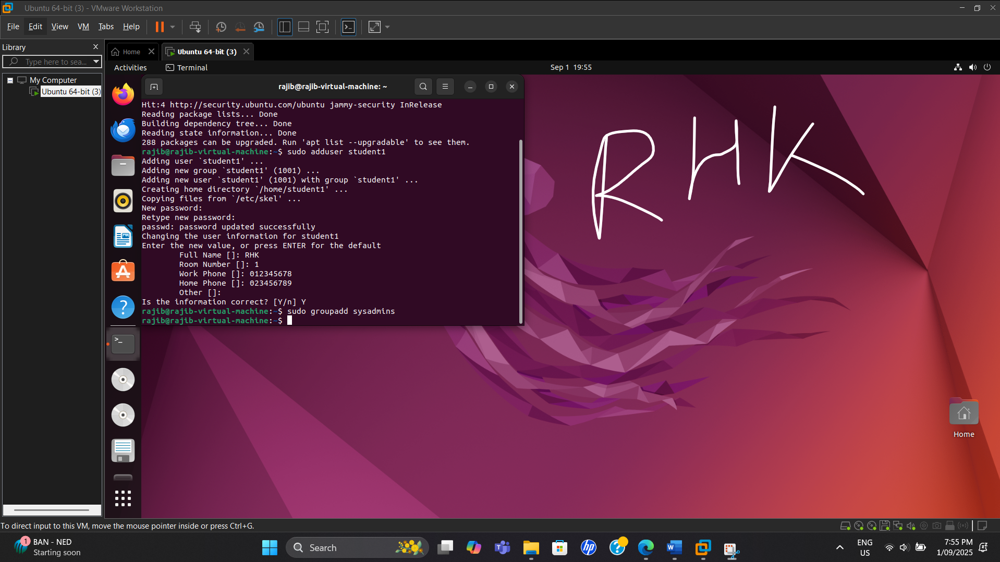 Ubuntu 64-bit (3) - VMware Workstation
File Edit View VM Tabs Help
Library
Type here to sea...
My Computer
Ubuntu 64-bit (3)
Home
Ubuntu 64-bit (3)
Activities
Terminal
Sep 1 19:55
rajib@rajib-virtual-machine: ~
Hit:4 http://security.ubuntu.com/ubuntu jammy-security InRelease
Reading package lists... Done
Building dependency tree... Done
Reading state information... Done
288 packages can be upgraded. Run 'apt list --upgradable' to see them.
rajib@rajib-virtual-machine:~$ sudo adduser student1
Adding user `student1' ...
Adding new group `student1' (1001) ...
Adding new user `student1' (1001) with group `student1' ...
Creating home directory `/home/student1' ...
Copying files from `/etc/skel' ...
New password:
Retype new password:
passwd: password updated successfully
Changing the user information for student1
Enter the new value, or press ENTER for the default
Full Name []: RHK
Room Number []: 1
Work Phone []: 012345678
Home Phone []: 023456789
Other []:
Is the information correct? [Y/n] Y
rajib@rajib-virtual-machine:~$ sudo groupadd sysadmins
rajib@rajib-virtual-machine:~$
RHK
Home
To direct input to this VM, move the mouse pointer inside or press Ctrl+G.
1
BAN - NED
Starting soon
Search
hp
ENG
US
7:55 PM
1/09/2025